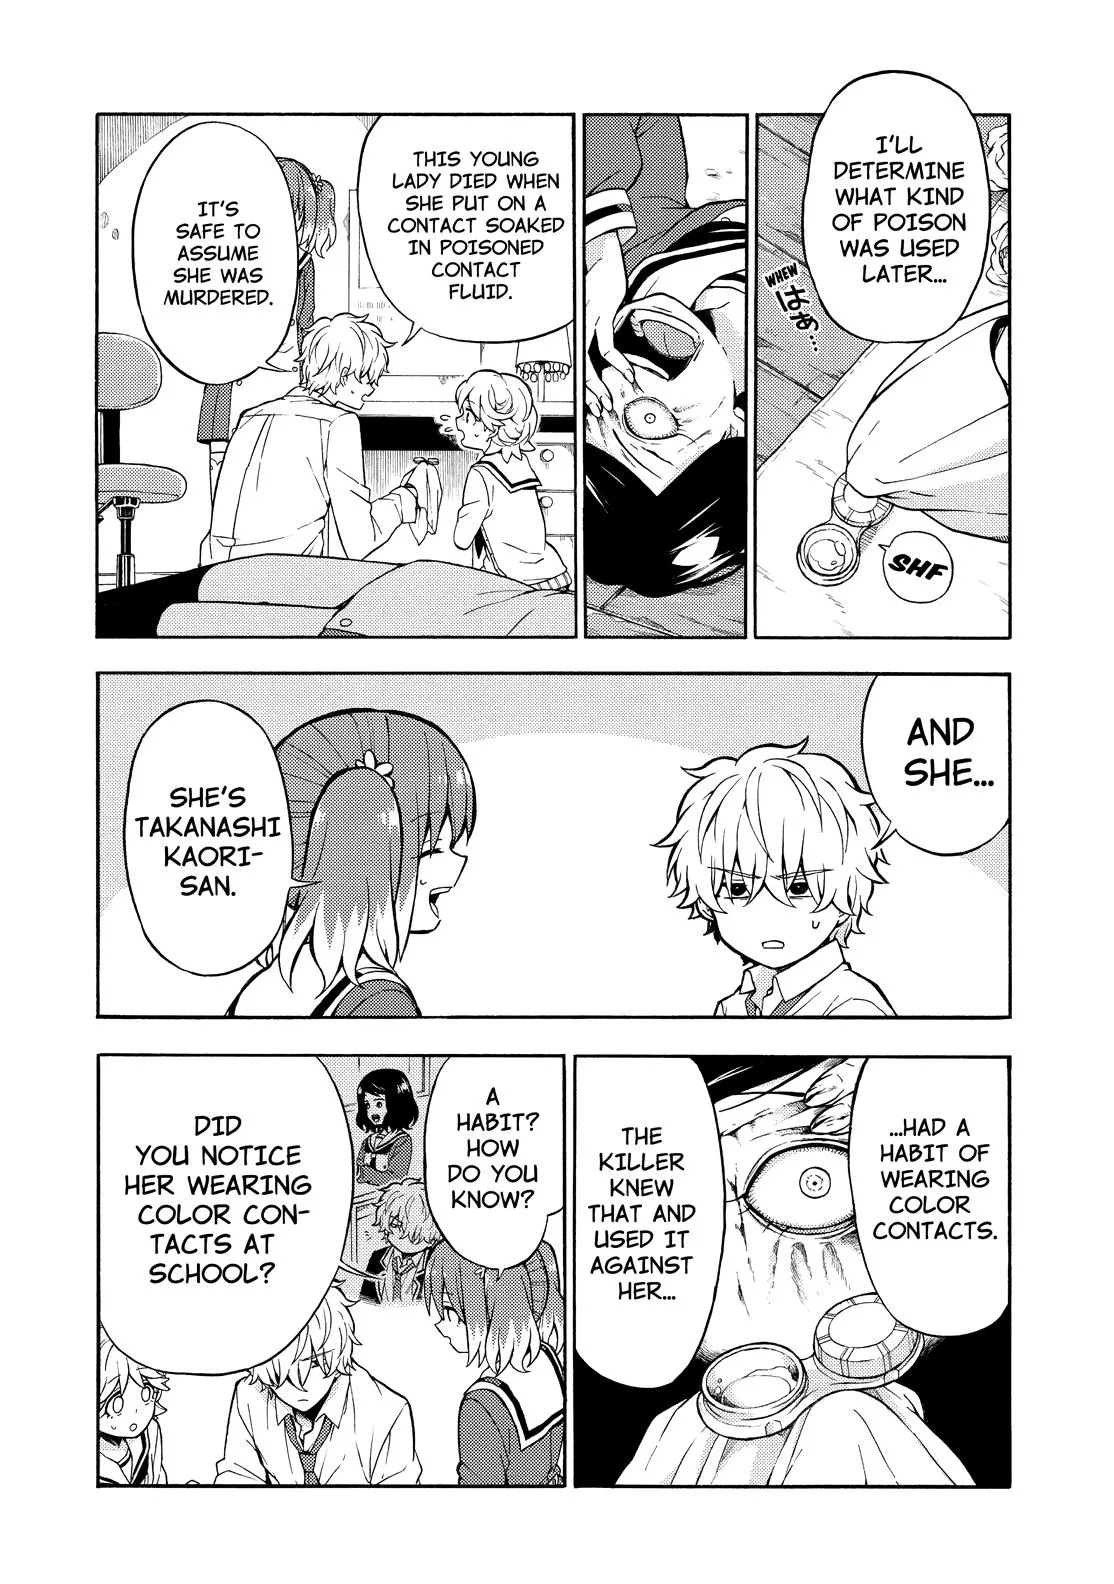 I'LL
DETERMINE
WHAT KIND
OF POISON
WAS USED
LATER...
WHEW
はあ....
SHF
THIS YOUNG
LADY DIED WHEN
SHE PUT ON A
CONTACT SOAKED
IN POISONED
CONTACT
FLUID.
IT'S
SAFE TO
ASSUME
SHE WAS
MURDERED.
AND
SHE...
SHE'S
TAKANASHI
KAORI-
SAN.
...HAD A
HABIT OF
WEARING
COLOR
CONTACTS.
THE
KILLER
KNEW
THAT AND
USED IT
AGAINST
HER...
A
HABIT?
HOW
DO YOU
KNOW?
DID
YOU NOTICE
HER WEARING
COLOR CON-
TACTS AT
SCHOOL?